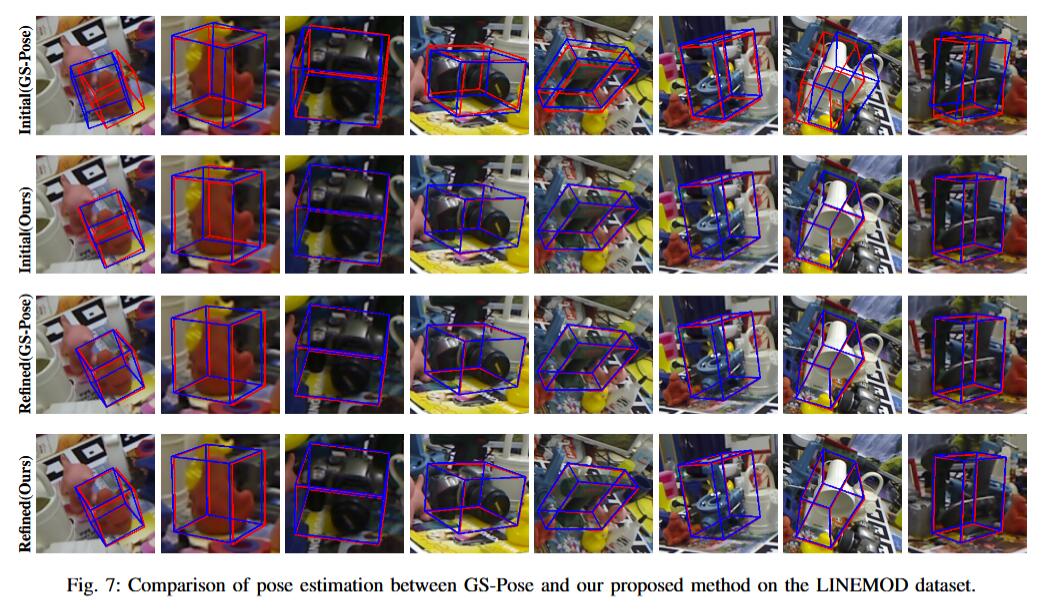 Initial(GS-Pose)
Initial(Ours)
Refined(GS-Pose)
Refined(Ours)
Fig. 7: Comparison of pose estimation between GS-Pose and our proposed method on the LINEMOD dataset.